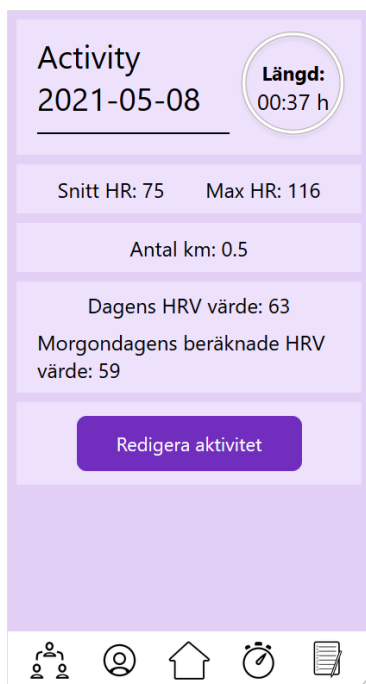 Activity
2021-05-08
Längd:
00:37 h
Snitt HR: 75 Max HR: 116
Antal km: 0.5
Dagens HRV värde: 63
Morgondagens beräknade HRV
värde: 59
Redigera aktivitet